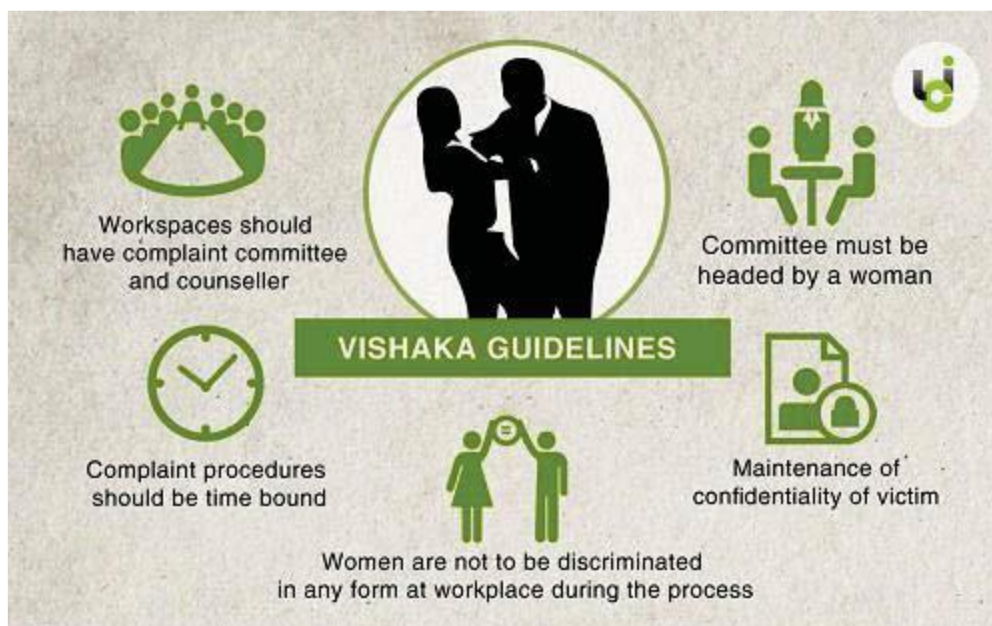 Workspaces should
have complaint committee
and counseller
Committee must be
headed by a woman
VISHAKA GUIDELINES
Complaint procedures
should be time bound
Maintenance of
confidentiality of victim
=
Women are not to be discriminated
in any form at workplace during the process